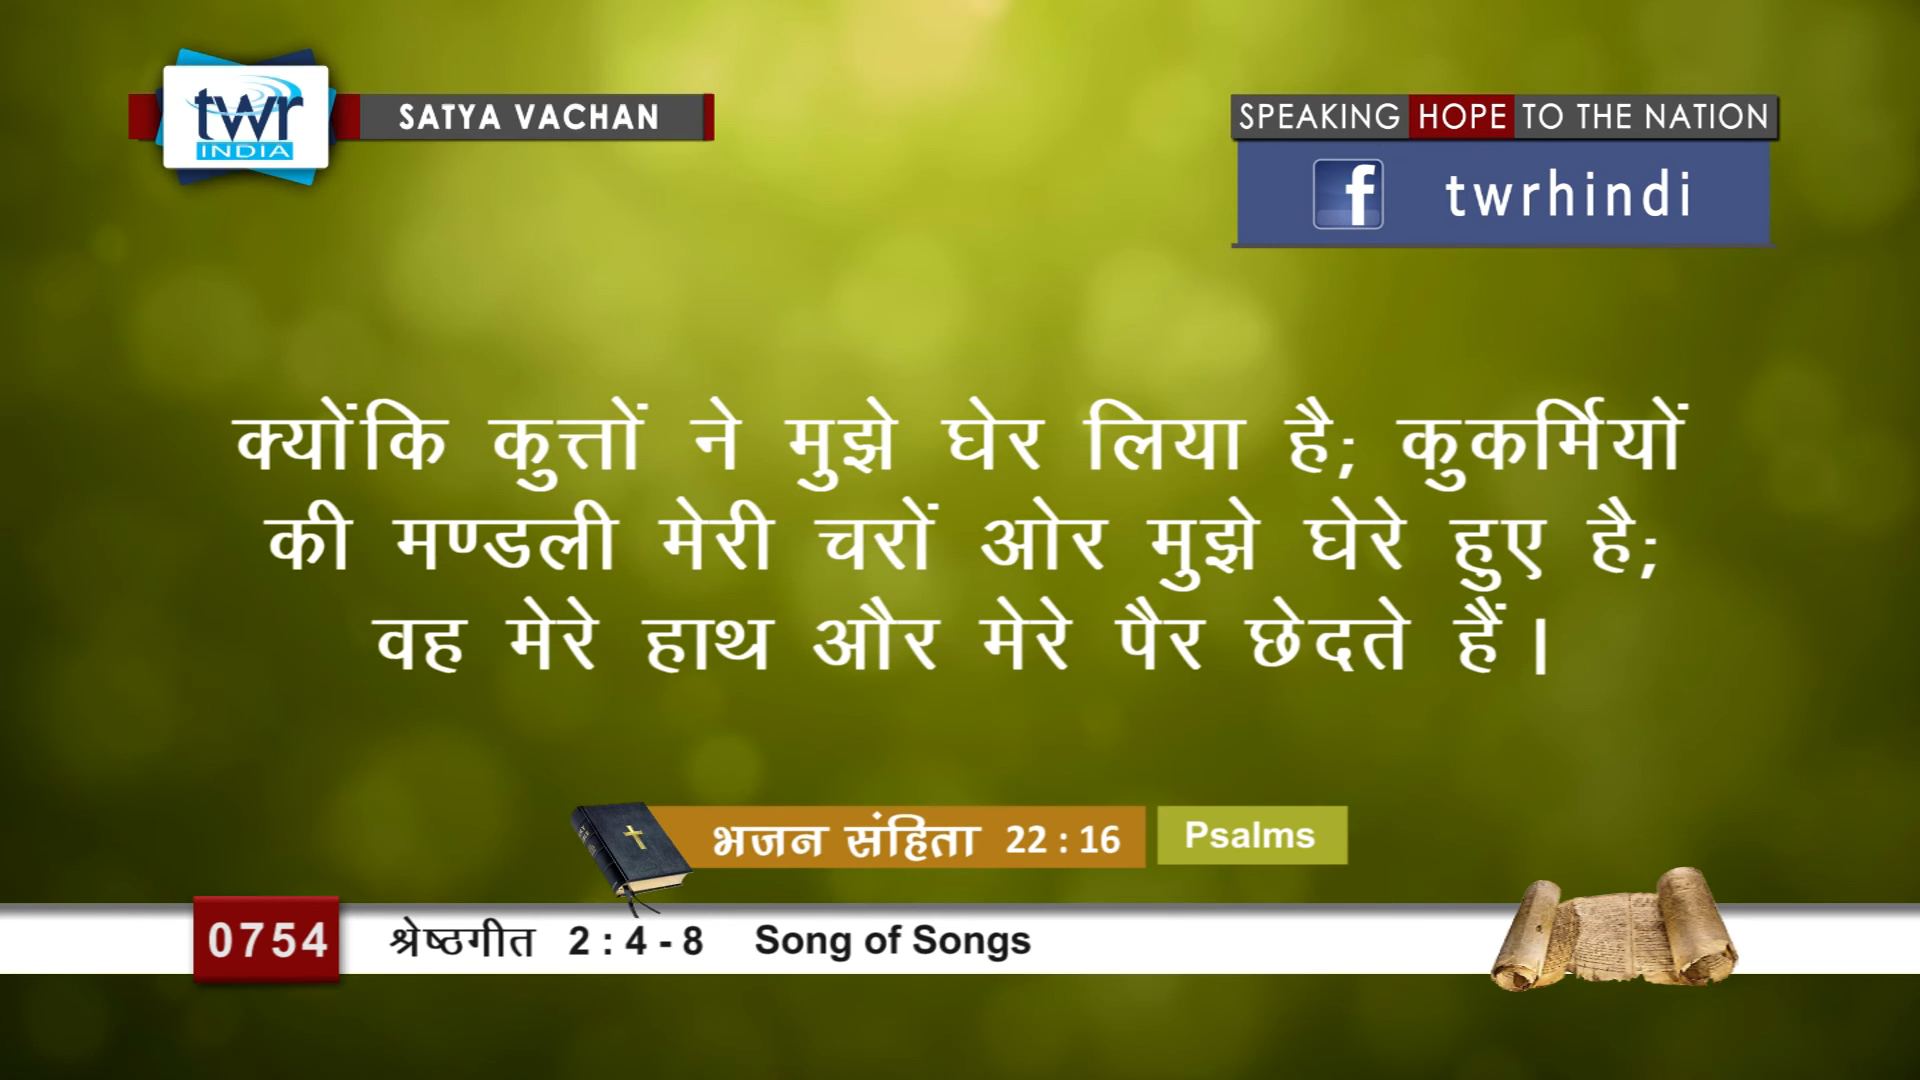 twr
INDIA
SATYA VACHAN
SPEAKING HOPE TO THE NATION
f twrhindi
क्योंकि कुत्तों ने मुझे घेर लिया है; कुकर्मियों
की मण्डली मेरी चरों ओर मुझे घेरे हुए है;
वह मेरे हाथ और मेरे पैर छेदते हैं।
भजन संहिता 22 : 16 Psalms
0754 श्रेष्ठगीत 2 : 4 - 8 Song of Songs